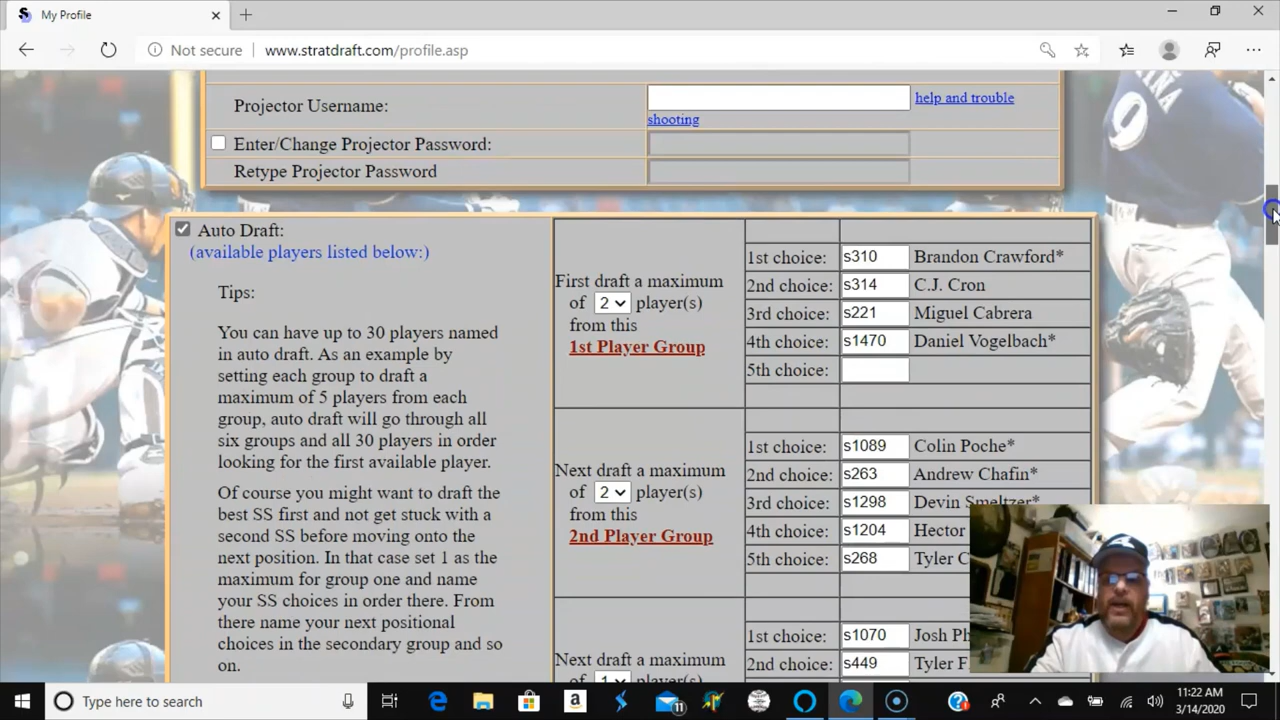 My Profile
Not secure
www.stratdraft.com/profile.asp
Projector Username:
help and trouble
shooting
Enter/Change Projector Password:
Retype Projector Password
Auto Draft:
(available players listed below:)
Tips:
You can have up to 30 players named
in auto draft. As an example by
setting each group to draft a
maximum of 5 players from each
group, auto draft will go through all
six groups and all 30 players in order
looking for the first available player.
Of course you might want to draft the
best SS first and not get stuck with a
second SS before moving onto the
next position. In that case set 1 as the
maximum for group one and name
your SS choices in order there. From
there name your next positional
choices in the secondary group and so
on.
First draft a maximum
of 2 player(s)
from this
1st Player Group
1st choice: s310 Brandon Crawford*
2nd choice: s314 C.J. Cron
3rd choice: s221 Miguel Cabrera
4th choice: s1470 Daniel Vogelbach*
5th choice:
Next draft a maximum
of 2 player(s)
from this
2nd Player Group
1st choice: s1089 Colin Poche*
2nd choice: s263 Andrew Chafin*
3rd choice: s1298 Devin Smeltzer*
4th choice: s1204 Hector
5th choice: s268 Tyler C
Next draft a maximum
of 1 player(s)
1st choice: s1070 Josh Ph
2nd choice: s449 Tyler F
Type here to search
11
11:22 AM
3/14/2020